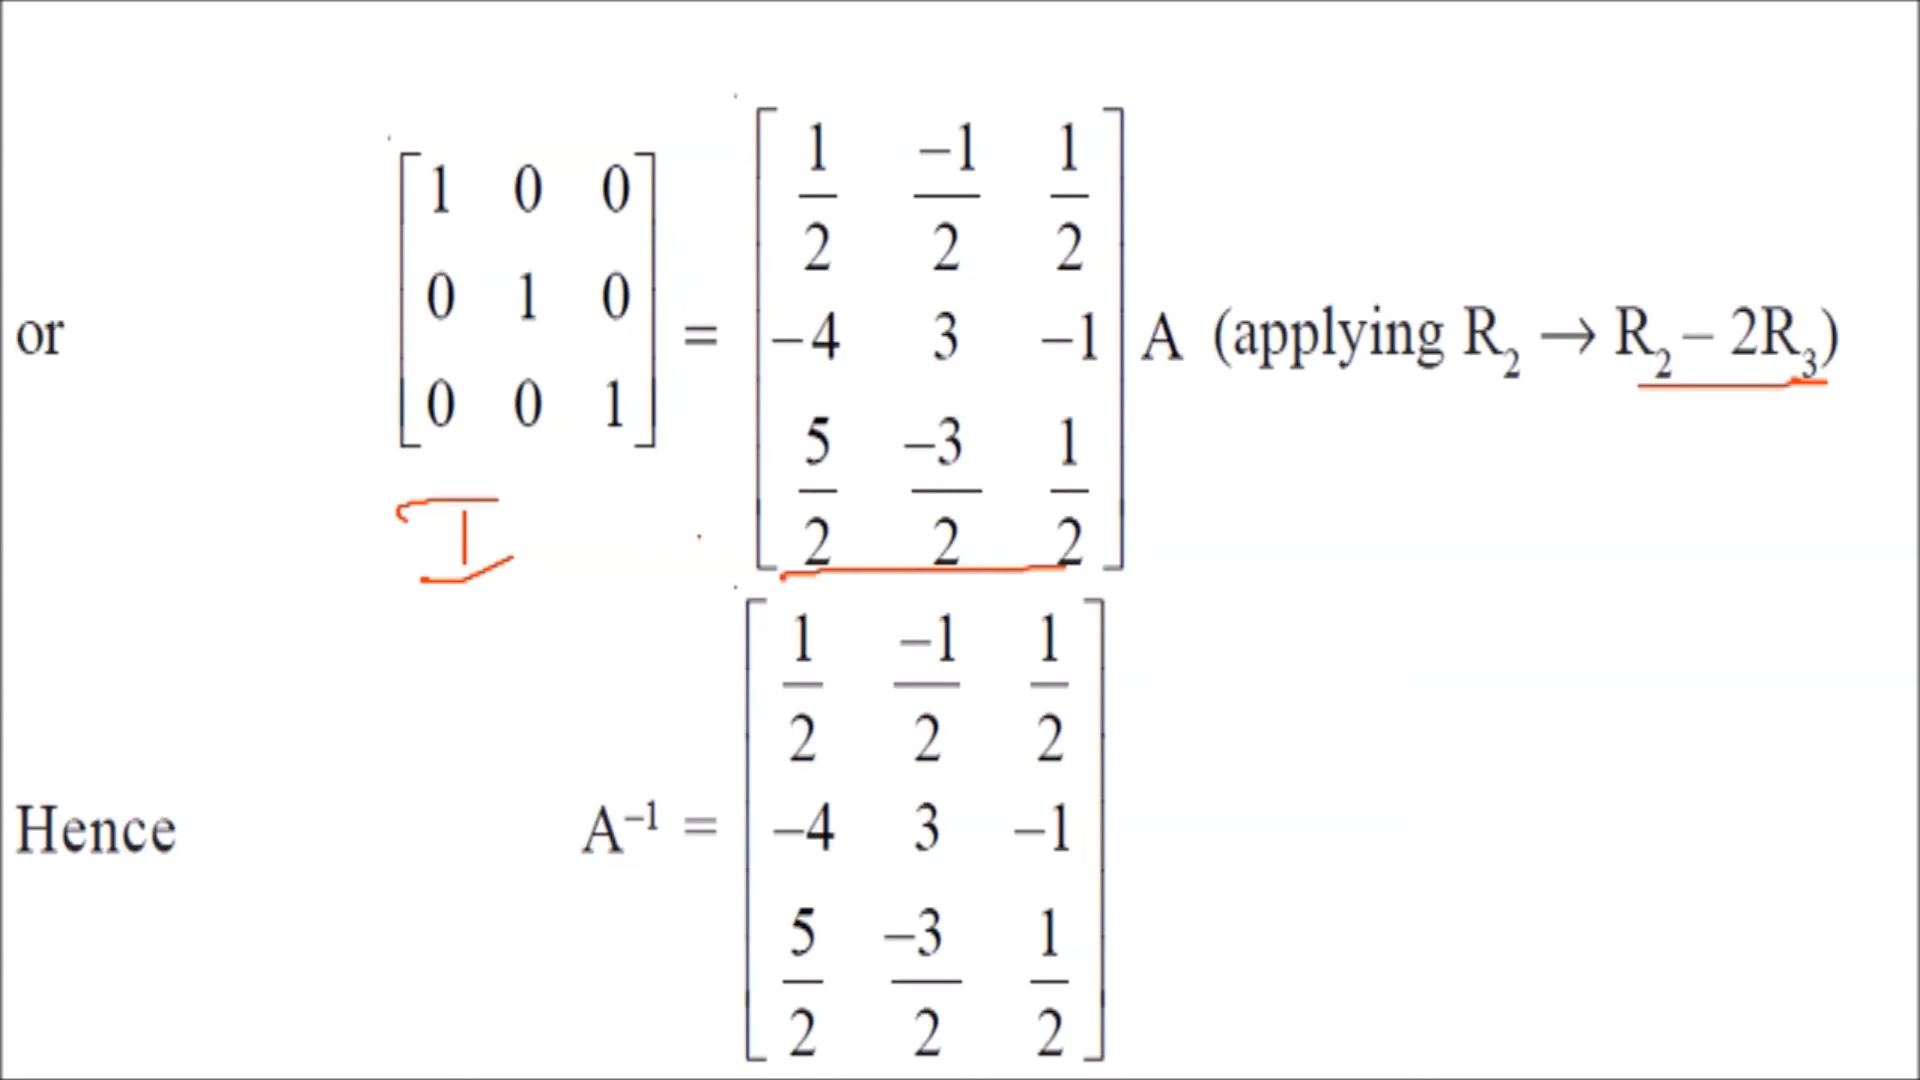 or [1 0 0; 0 1 0; 0 0 1] = [1/2 –1/2 1/2; –4 3 –1; 5/2 –3/2 1/2] A (applying R₂ → R₂ – 2R₃)
I
Hence A⁻¹ = [1/2 –1/2 1/2; –4 3 –1; 5/2 –3/2 1/2]